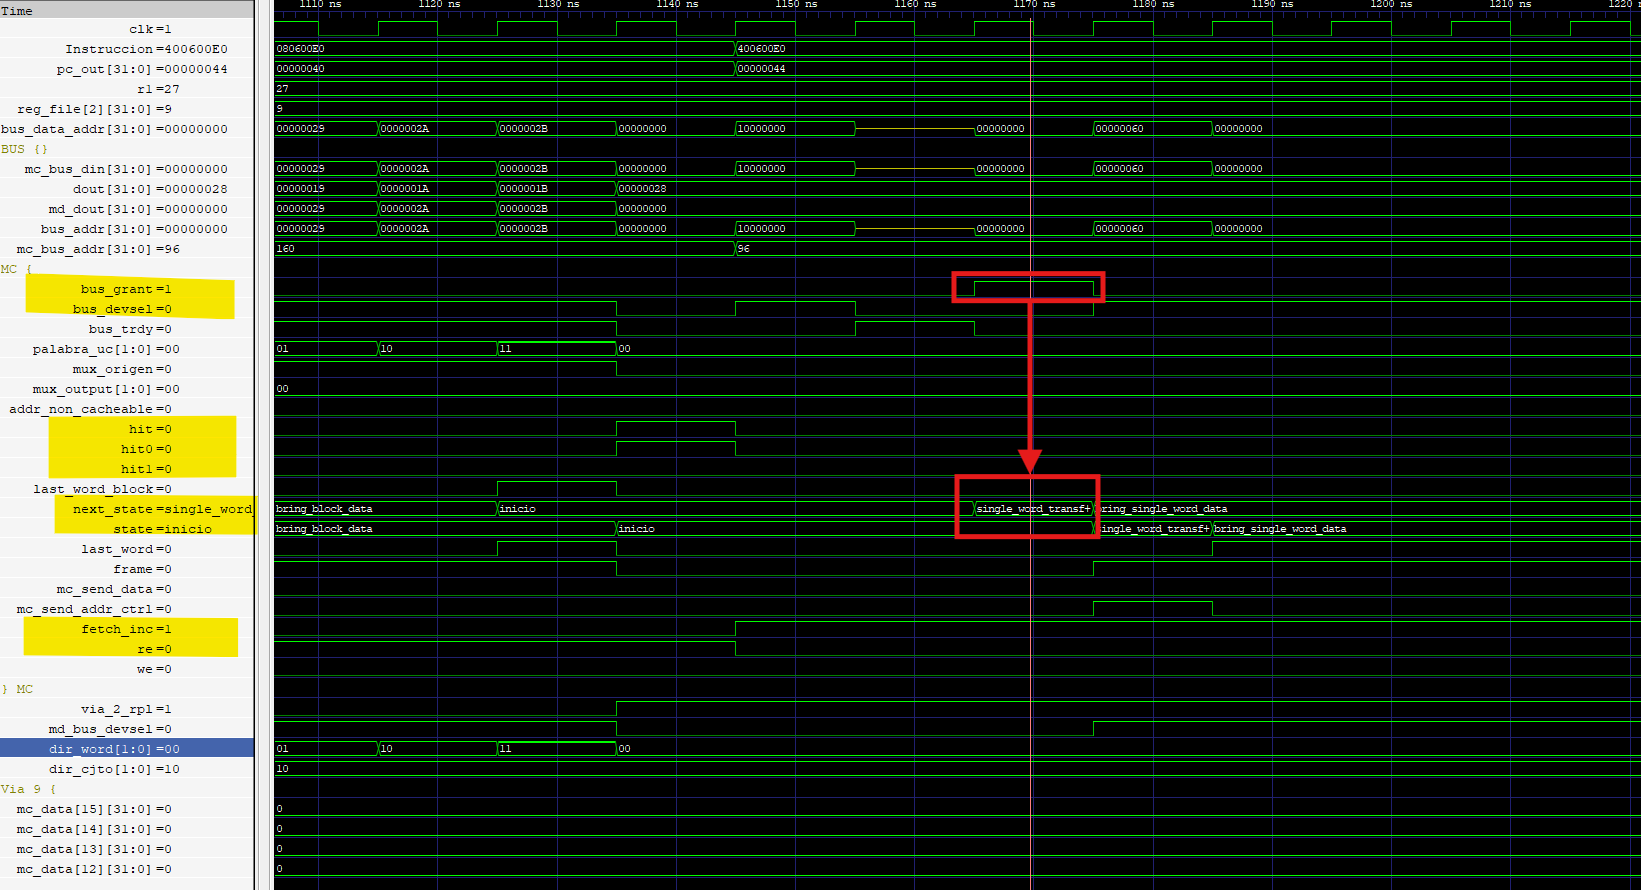 Time
1110 ns 1120 ns 1130 ns 1140 ns 1150 ns 1160 ns 1170 ns 1180 ns 1190 ns 1200 ns 1210 ns 1220
clk=1
Instruccion=400600E0 080600E0 400600E0
pc_out[31:0]=00000044 00000040 00000044
r1=27 27
reg_file[2][31:0]=9 9
bus_data_addr[31:0]=00000000 00000029 0000002A 0000002B 00000000 10000000 00000000 00000060 00000000
BUS {}
mc_bus_din[31:0]=00000000 00000029 0000002A 0000002B 00000000 10000000 00000000 00000060 00000000
dout[31:0]=00000028 00000019 0000001A 0000001B 00000028
md_dout[31:0]=00000000 00000029 0000002A 0000002B 00000000
bus_addr[31:0]=00000000 00000029 0000002A 0000002B 00000000 10000000 00000000 00000060 00000000
mc_bus_addr[31:0]=96 160 96
MC {
bus_grant=1
bus_devsel=0
bus_trdy=0
palabra_uc[1:0]=00 01 10 11 00
mux_origen=0
mux_output[1:0]=00 00
addr_non_cacheable=0
hit=0
hit0=0
hit1=0
last_word_block=0
next_state=single_word_ bring_block_data inicio single_word_transf+ bring_single_word_data
state=inicio bring_block_data inicio single_word_transf+ bring_single_word_data
last_word=0
frame=0
mc_send_data=0
mc_send_addr_ctrl=0
fetch_inc=1
re=0
we=0
} MC
via_2_rpl=1
md_bus_devsel=0
dir_word[1:0]=00 01 10 11 00
dir_cjto[1:0]=10 10
Via 9 {
mc_data[15][31:0]=0 0
mc_data[14][31:0]=0 0
mc_data[13][31:0]=0 0
mc_data[12][31:0]=0 0